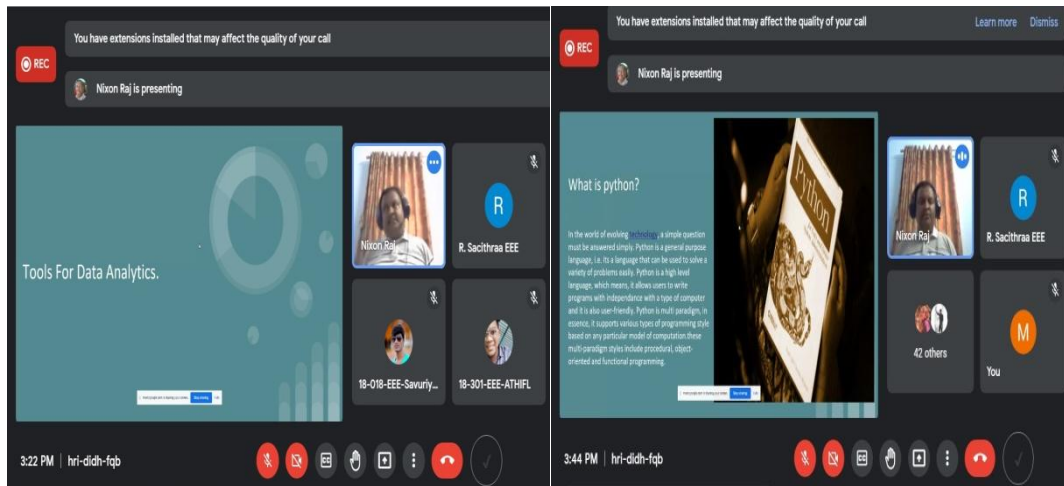 You have extensions installed that may affect the quality of your call
REC
Nixon Raj is presenting
Tools For Data Analytics.
Nixon Raj
R
R. Sacithraa EEE
18-018-EEE-Savuriy...
18-301-EEE-ATHIFL
3:22 PM | hri-didh-fqb
You have extensions installed that may affect the quality of your call
Learn more
Dismiss
REC
Nixon Raj is presenting
What is python?
In the world of evolving technology, a simple question
must be answered simply. Python is a general purpose
language, i.e. its a language that can be used to solve a
variety of problems easily. Python is a high level
language, which means, it allows users to write
programs with independance with a type of computer
and it is also user-friendly. Python is multi paradigm, in
essence, it supports various types of programming style
based on any particular model of computation these
multi-paradigm styles include procedural, object-
oriented and functional programming.
Python
Nixon Raj
R
R. Sacithraa EEE
42 others
M
You
3:44 PM | hri-didh-fqb